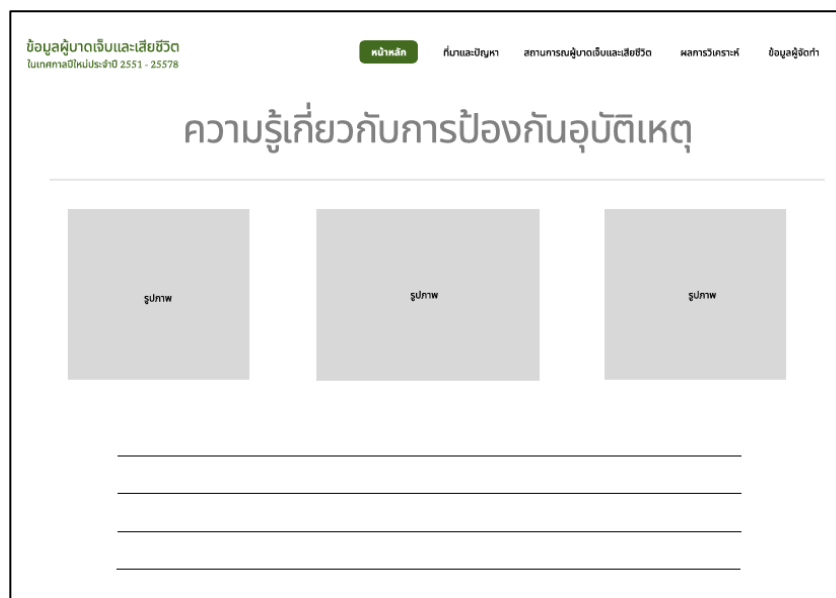 ข้อมูลผู้บาดเจ็บและเสียชีวิต
ในเทศกาลปีใหม่ประจำปี 2551 - 25578
หน้าหลัก ที่มาและปัญหา สถานการณผู้บาดเจ็บและเสียชีวิต ผลการวิเคราะห์ ข้อมูลผู้จัดทำ
ความรู้เกี่ยวกับการป้องกันอุบัติเหตุ
รูปภาพ รูปภาพ รูปภาพ